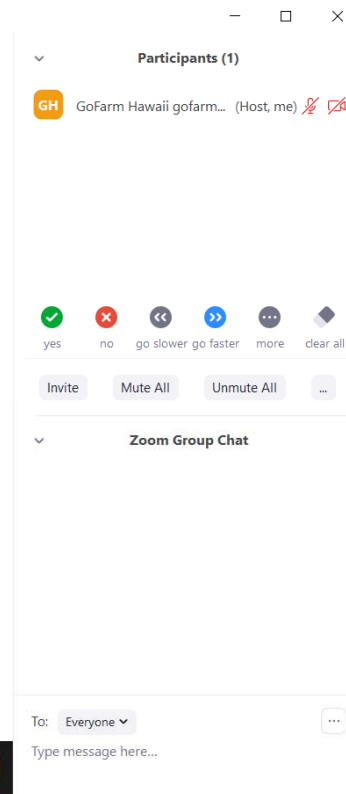 Participants (1)
GH GoFarm Hawaii gofarm... (Host, me)
yes no go slower go faster more clear all
Invite Mute All Unmute All ...
Zoom Group Chat
To: Everyone ...
Type message here...